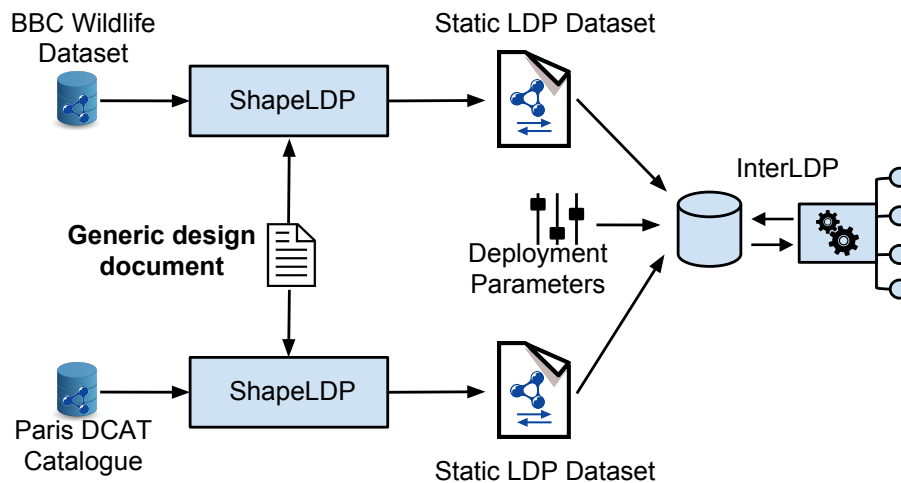 BBC Wildlife
Dataset
ShapeLDP
Static LDP Dataset
InterLDP
Generic design
document
Deployment
Parameters
ShapeLDP
Paris DCAT
Catalogue
Static LDP Dataset